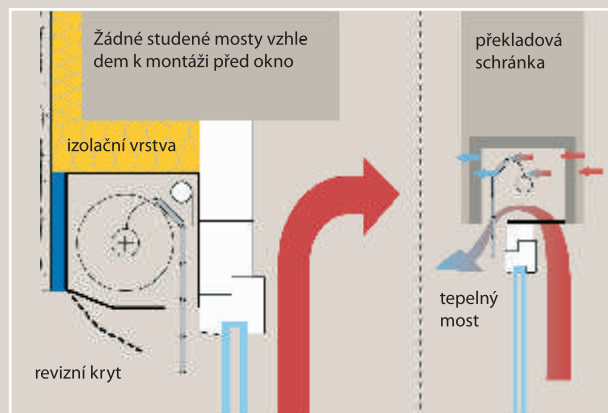 Žádné studené mosty vzhle
dem k montáži před okno
překladová
schránka
izolační vrstva
tepelný
most
revizní kryt